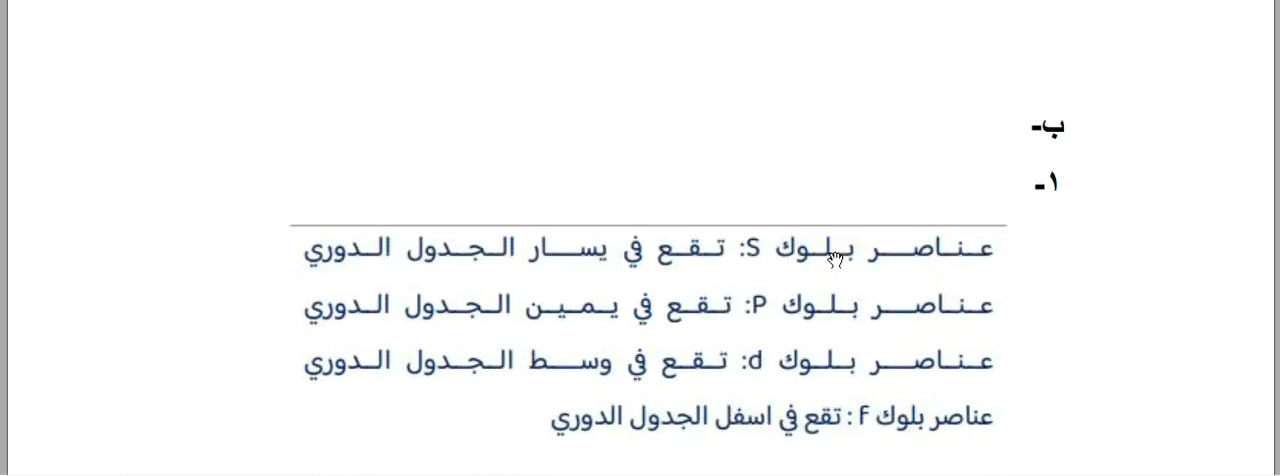 ب-
١-
عناصر بلوك S: تقع في يسار الجدول الدوري
عناصر بلوك P: تقع في يمين الجدول الدوري
عناصر بلوك d: تقع في وسط الجدول الدوري
عناصر بلوك f : تقع في اسفل الجدول الدوري